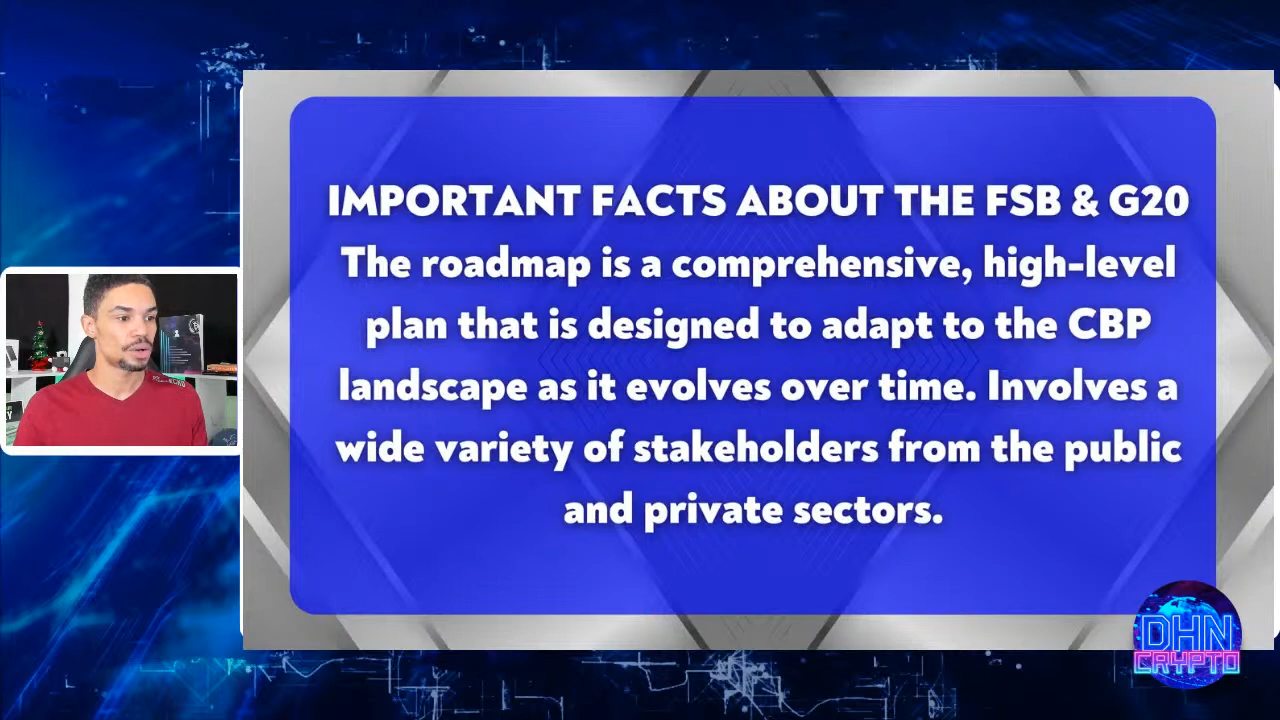 IMPORTANT FACTS ABOUT THE FSB & G20
The roadmap is a comprehensive, high-level
plan that is designed to adapt to the CBP
landscape as it evolves over time. Involves a
wide variety of stakeholders from the public
and private sectors.
DHN
CRYPTO